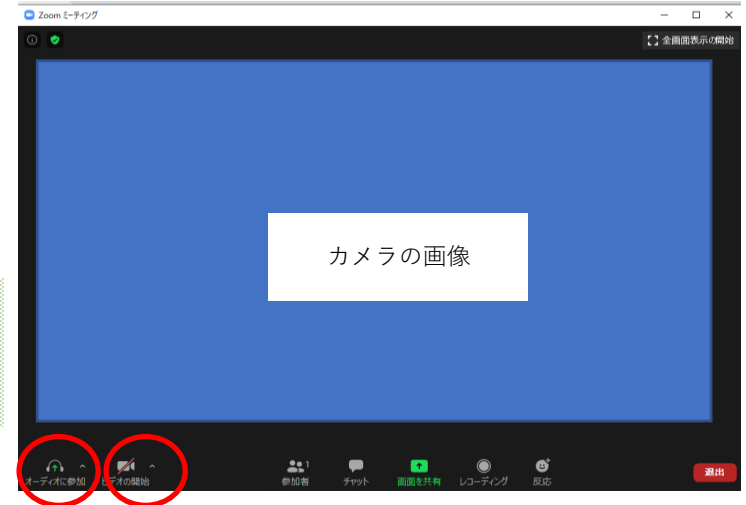 Zoom ミーティング
全画面表示の開始
カメラの画像
オーディオに参加
ビデオの開始
参加者
1
チャット
画面を共有
レコーディング
反応
退出